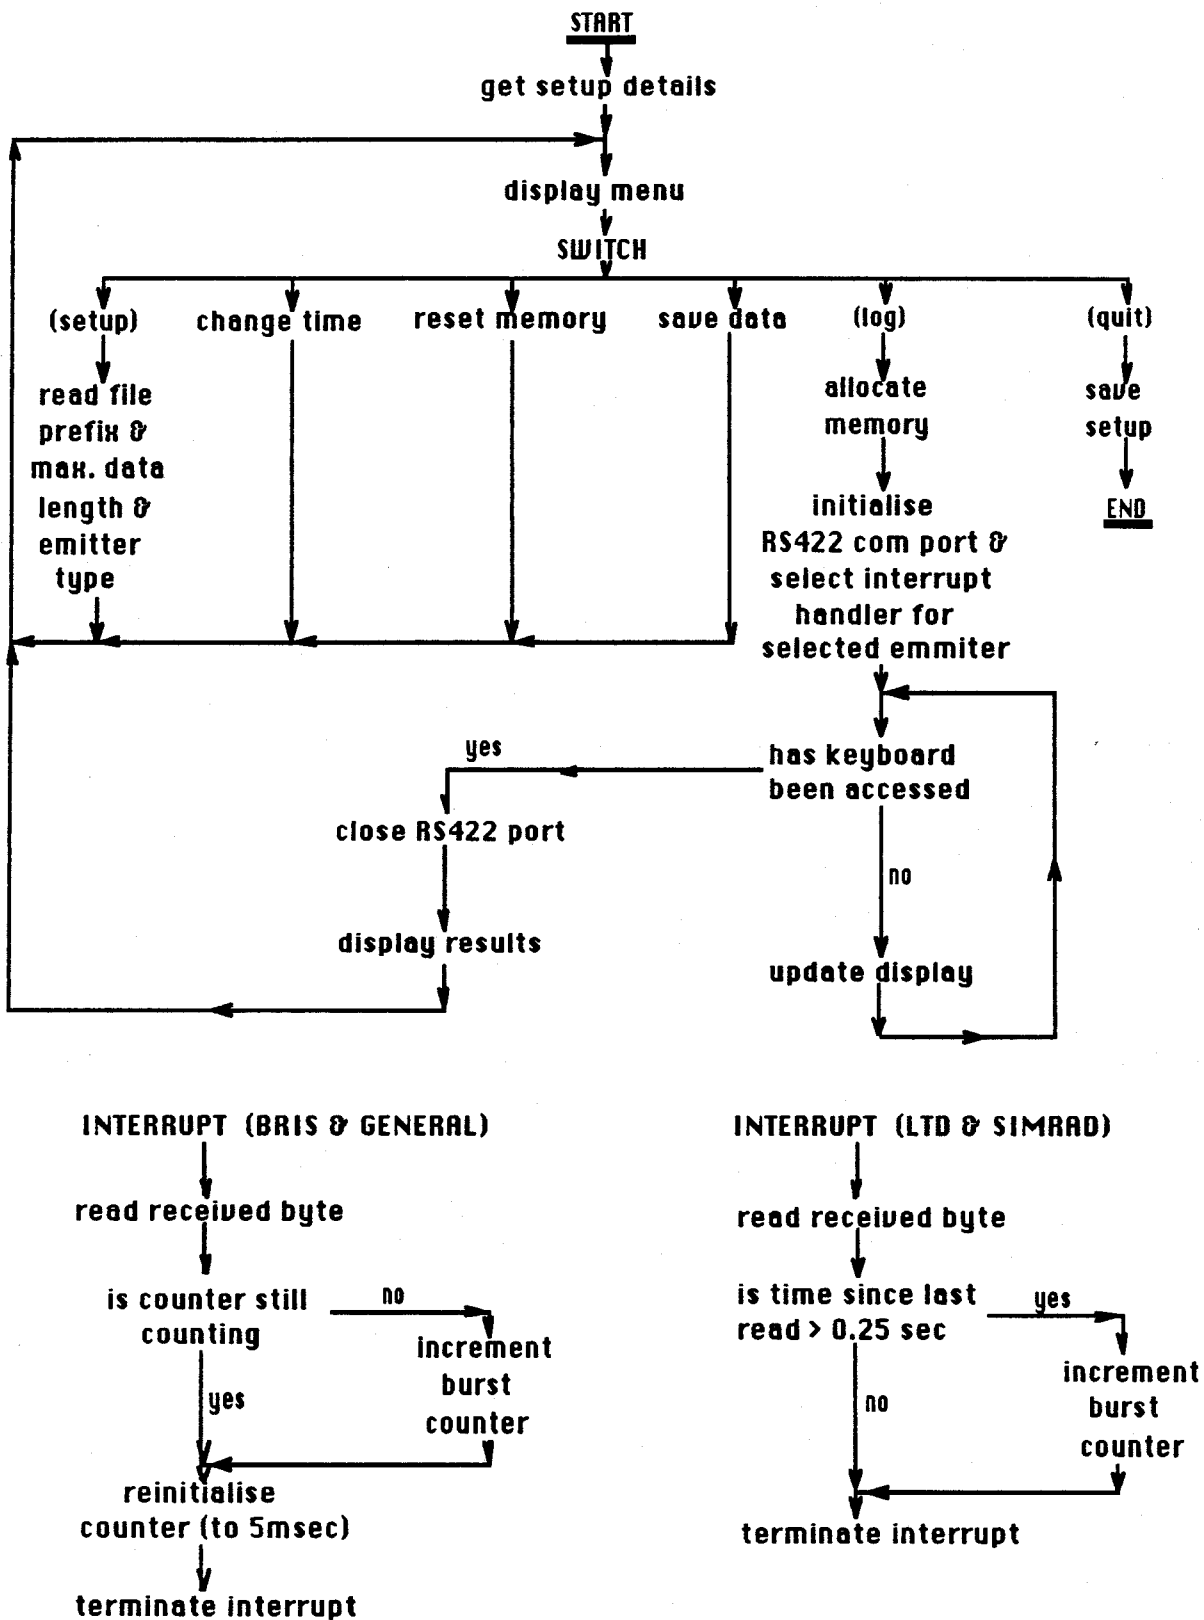 START
get setup details
display menu
SWITCH
(setup)
change time
reset memory
save data
(log)
(quit)
read file
prefix &
max. data
length &
emitter
type
allocate
memory
initialise
RS422 com port &
select interrupt
handler for
selected emmiter
save
setup
END
has keyboard
been accessed
yes
close RS422 port
display results
no
update display
INTERRUPT (BRIS & GENERAL)
read received byte
is counter still
counting
no
increment
burst
counter
yes
reinitialise
counter (to 5msec)
terminate interrupt
INTERRUPT (LTD & SIMRAD)
read received byte
is time since last
read > 0.25 sec
yes
increment
burst
counter
no
terminate interrupt